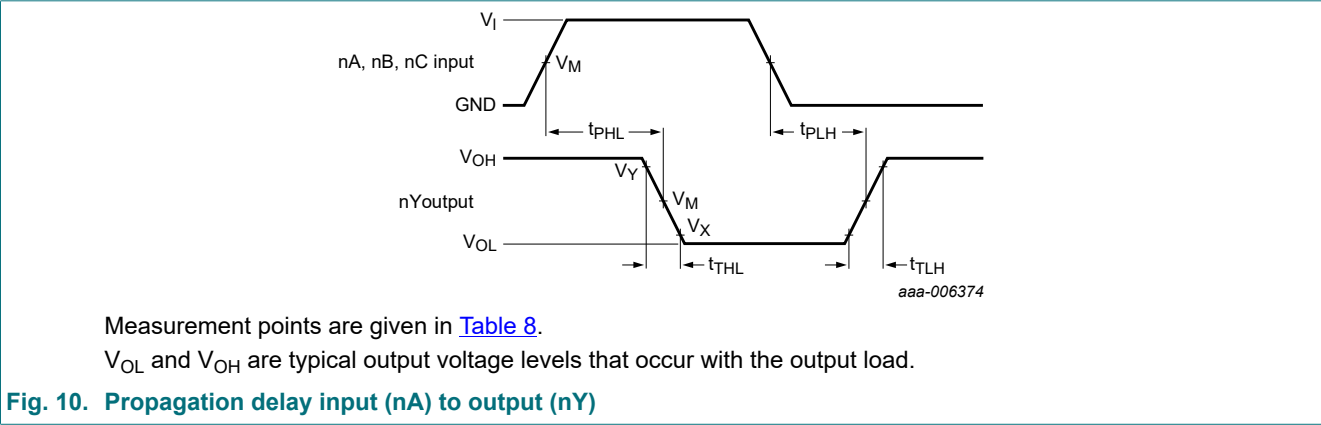 VI
nA, nB, nC input
VM
GND
tPHL
tPLH
VOH
VY
nYoutput
VM
VX
VOL
tTHL
tTLH
aaa-006374
Measurement points are given in Table 8.
VOL and VOH are typical output voltage levels that occur with the output load.
Fig. 10. Propagation delay input (nA) to output (nY)